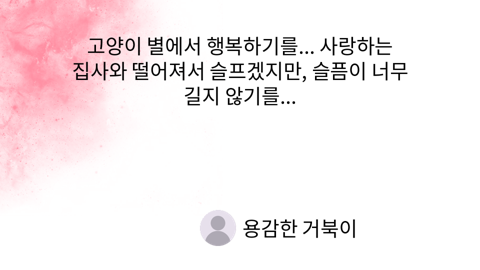 고양이 별에서 행복하기를... 사랑하는
집사와 떨어져서 슬프겠지만, 슬픔이 너무
길지 않기를...
용감한 거북이